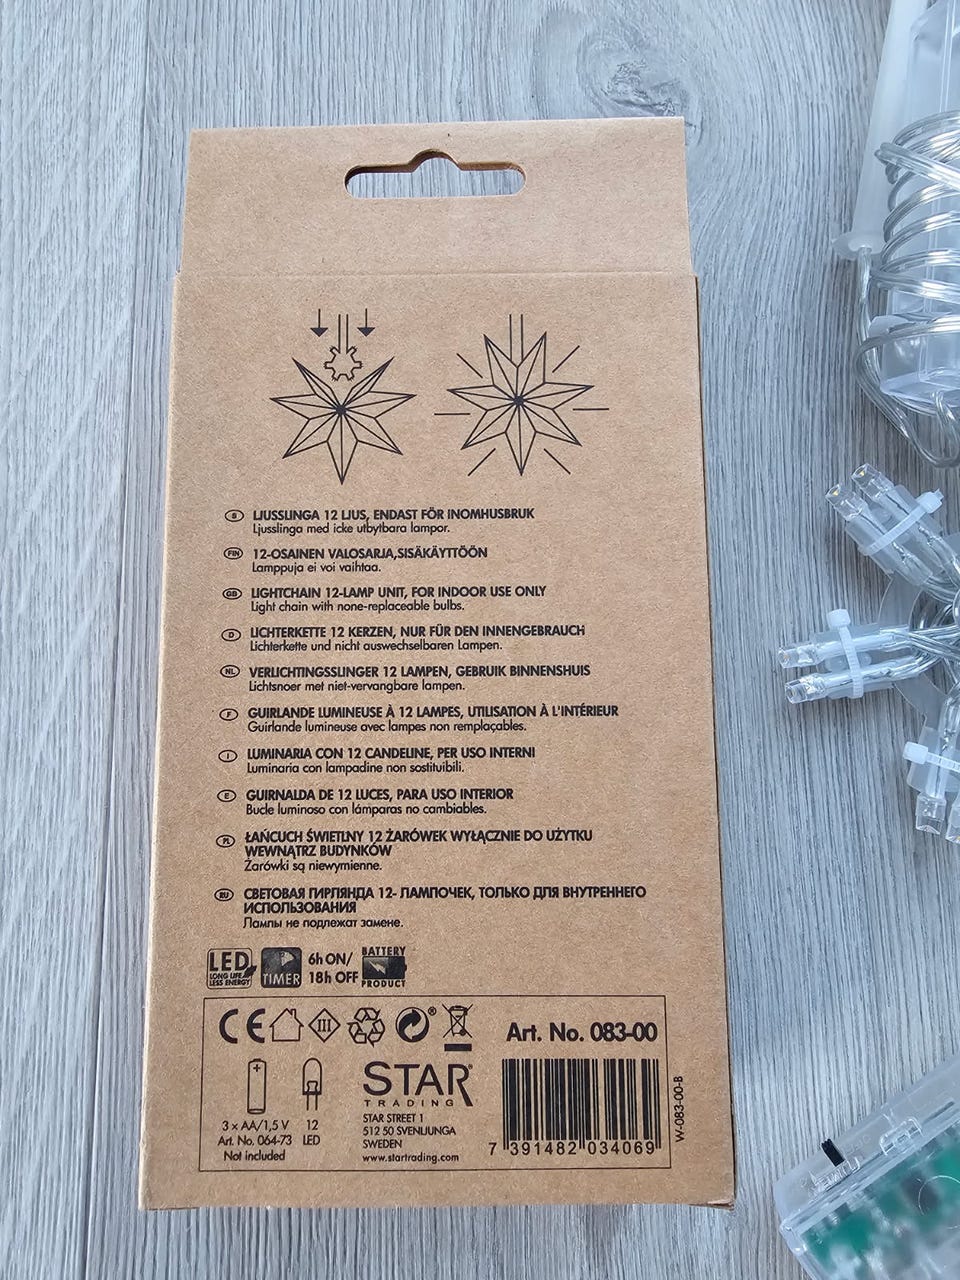 S LJUSSLINGA 12 LJUS, ENDAST FÖR INOMHUSBRUK
Ljusslinga med icke utbytbara lampor.
FIN 12-OSAINEN VALOSARJA,SISÄKÄYTTÖÖN
Lamppuja ei voi vaihtaa.
GB LIGHTCHAIN 12-LAMP UNIT, FOR INDOOR USE ONLY
Light chain with none-replaceable bulbs.
D LICHTERKETTE 12 KERZEN, NUR FÜR DEN INNENGEBRAUCH
Lichterkette und nicht auswechselbaren Lampen.
NL VERLICHTINGSSLINGER 12 LAMPEN, GEBRUIK BINNENSHUIS
Lichtsnoer met niet-vervangbare lampen.
F GUIRLANDE LUMINEUSE À 12 LAMPES, UTILISATION À L'INTÉRIEUR
Guirlande lumineuse avec lampes non remplaçables.
I LUMINARIA CON 12 CANDELINE, PER USO INTERNI
Luminaria con lampadine non sostituibili.
E GUIRNALDA DE 12 LUCES, PARA USO INTERIOR
Bucle luminoso con lámparas no cambiables.
PL ŁAŃCUCH ŚWIETLNY 12 ŻARÓWEK WYŁĄCZNIE DO UŻYTKU
WEWNĄTRZ BUDYNKÓW
Żarówki są niewymienne.
RU СВЕТОВАЯ ГИРЛЯНДА 12- ЛАМПОЧЕК, ТОЛЬКО ДЛЯ ВНУТРЕННЕГО
ИСПОЛЬЗОВАНИЯ
Лампы не подлежат замене.
LED
LONG LIFE
LESS ENERGY
TIMER
6h ON/
18h OFF
BATTERY
PRODUCT
CE
III
Art. No. 083-00
3 x AA/1,5 V
Art. No. 064-73
Not included
12
LED
STAR®
TRADING
STAR STREET 1
512 50 SVENLJUNGA
SWEDEN
www.startrading.com
7 391482 034069
W-083-00-B